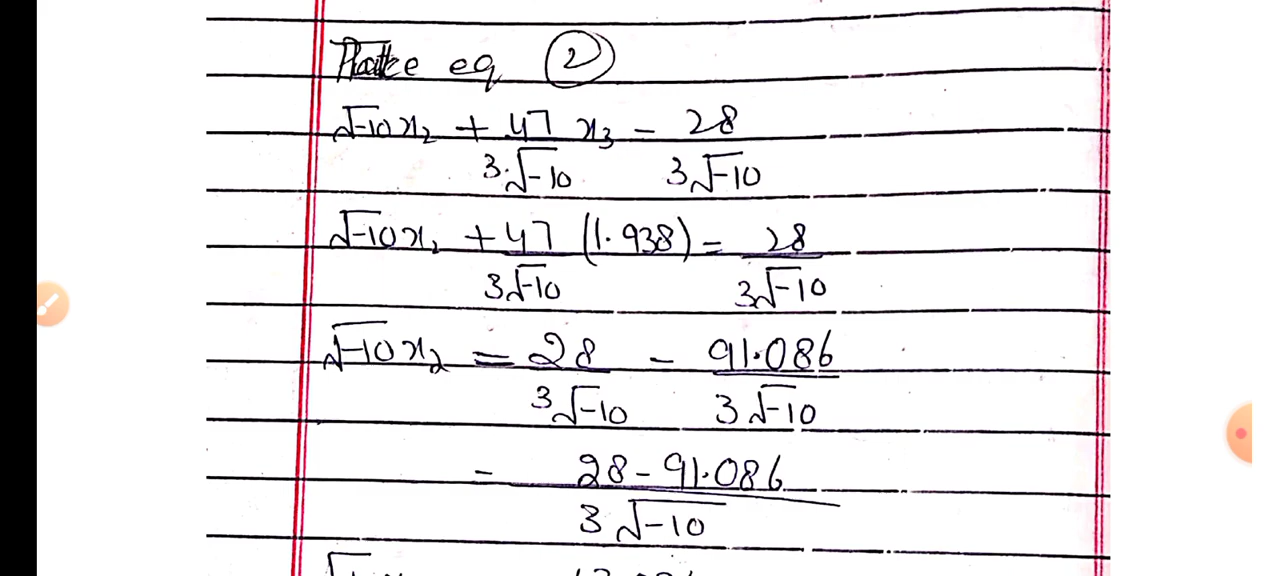 eq (2)
√-10 x₂ + 47/(3·√-10) x₃ = 28/(3√-10)
√-10 x₂ + 47/(3√-10) (1.938) = 28/(3√-10)
√-10 x₂ = 28/(3√-10) - 91.086/(3√-10)
= (28 - 91.086)/(3√-10)